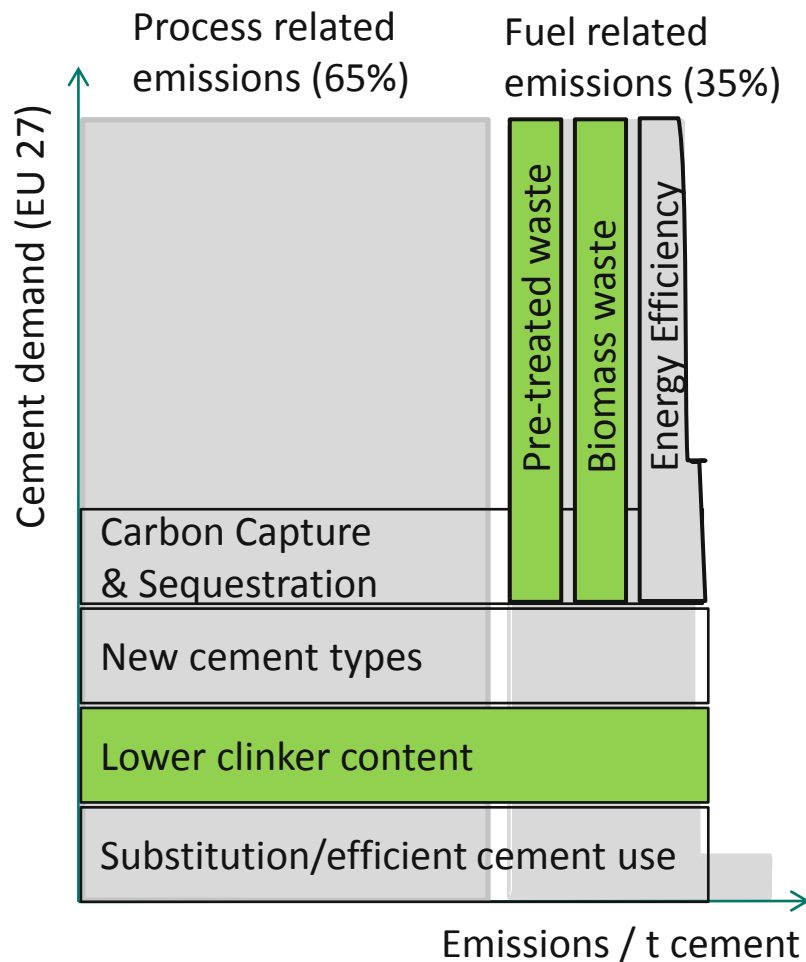 Process related
emissions (65%)
Fuel related
emissions (35%)
Cement demand (EU 27)
Pre-treated waste
Biomass waste
Energy Efficiency
Carbon Capture
& Sequestration
New cement types
Lower clinker content
Substitution/efficient cement use
Emissions / t cement